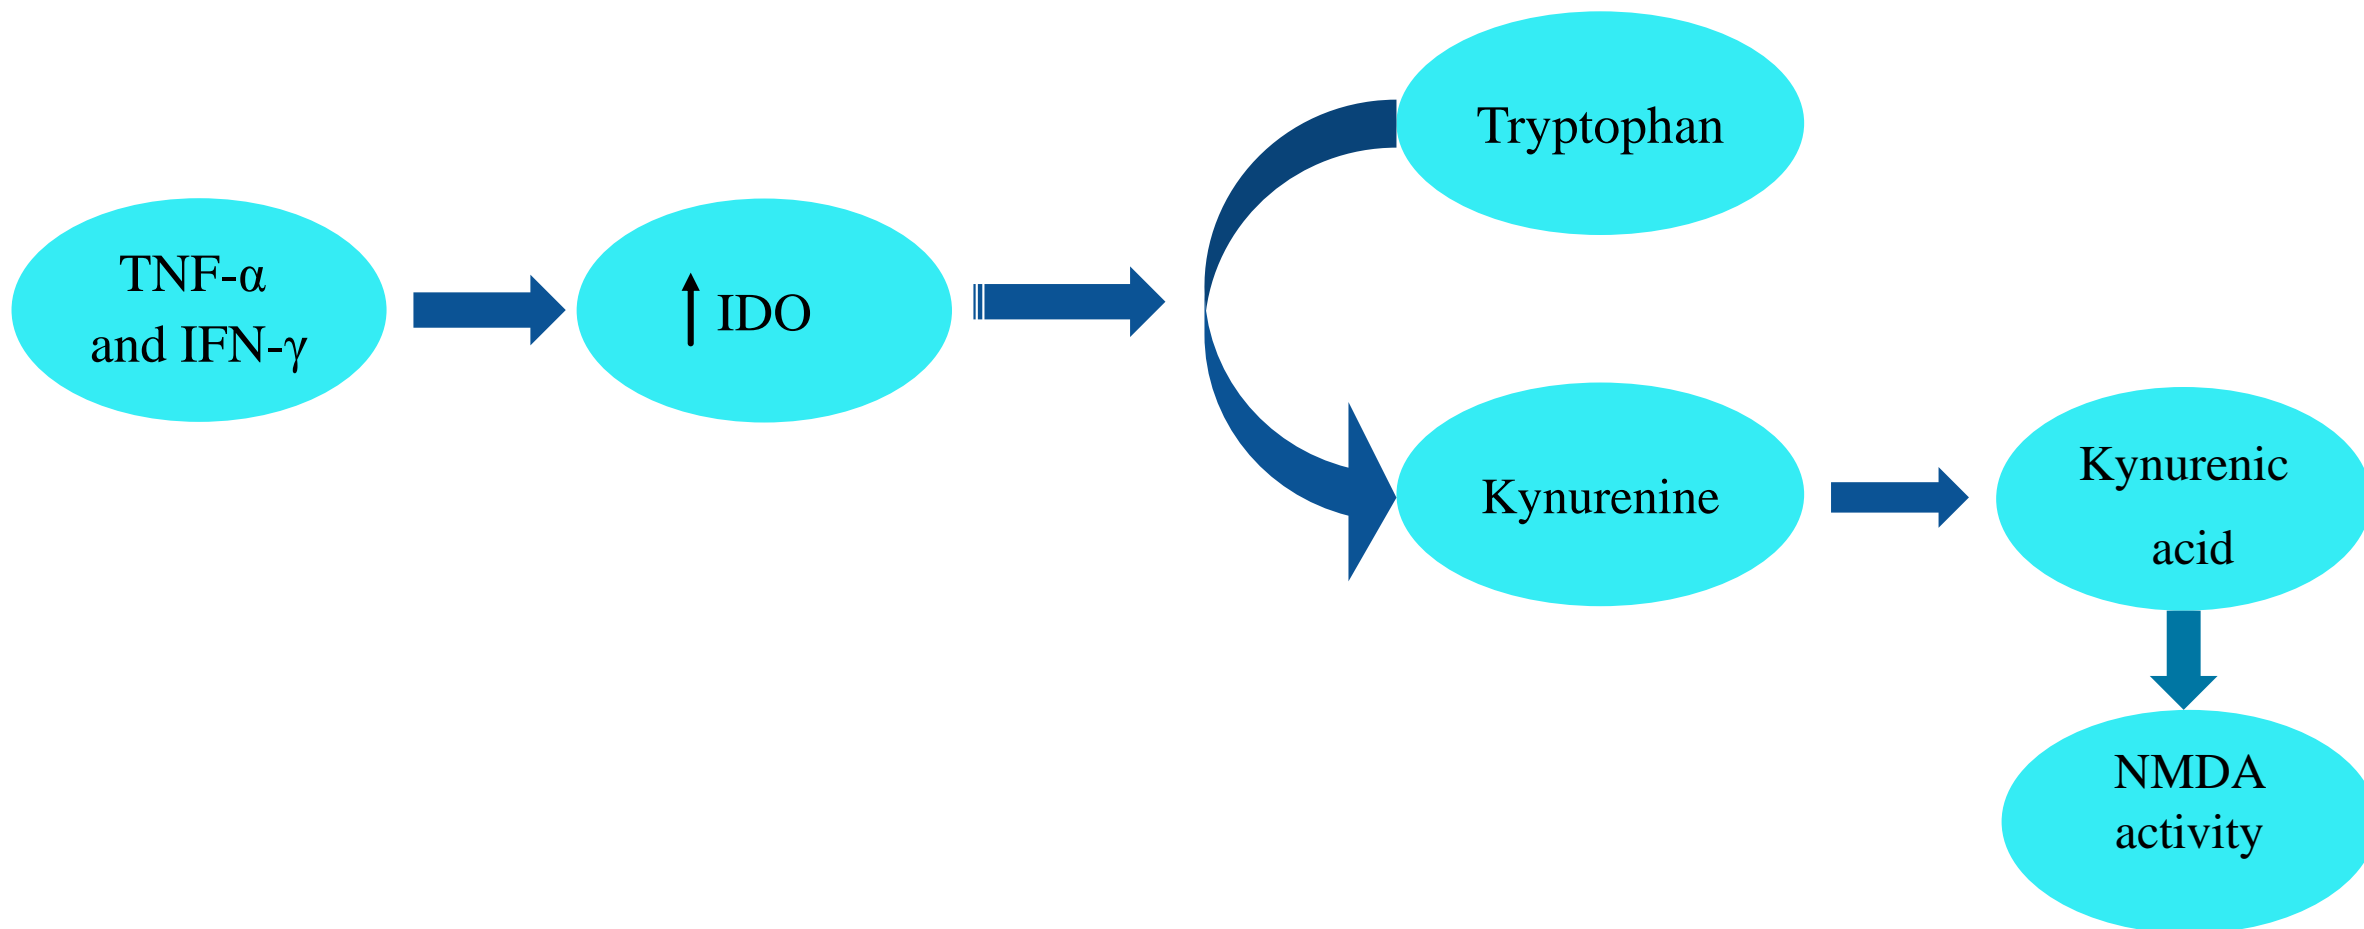 TNF-α
and IFN-γ
IDO
Tryptophan
Kynurenine
Kynurenic
acid
NMDA
activity